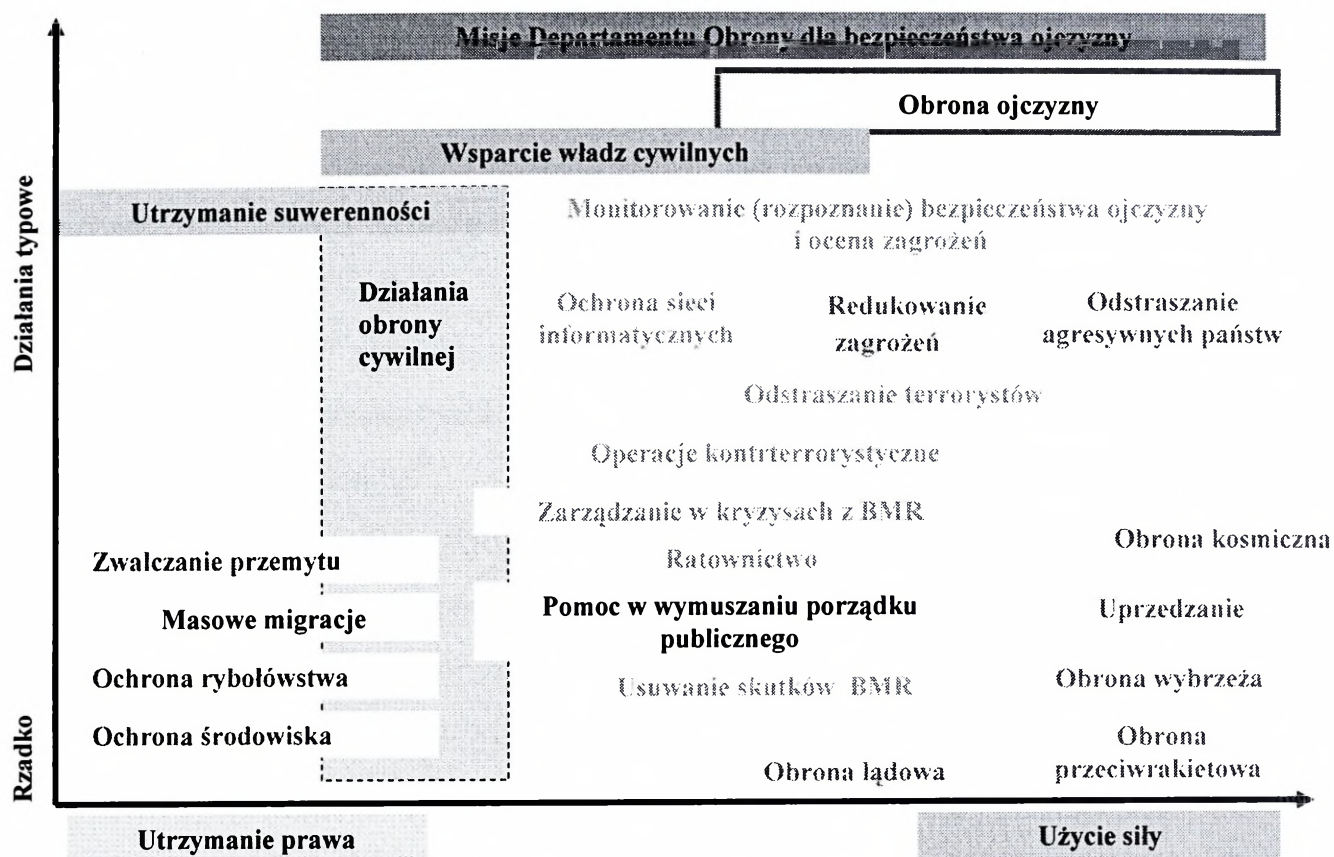 Misje Departamentu Obrony dla bezpieczeństwa ojczyzny
Obrona ojczyzny
Wsparcie władz cywilnych
Utrzymanie suwerenności
Monitorowanie (rozpoznanie) bezpieczeństwa ojczyzny
i ocena zagrożeń
Działania typowe
Działania
obrony
cywilnej
Ochrona sieci
informatycznych
Redukowanie
zagrożeń
Odstraszanie
agresywnych państw
Odstraszanie terrorystów
Operacje kontrterrorystyczne
Zarządzanie w kryzysach z BMR
Obrona kosmiczna
Zwalczanie przemytu
Ratownictwo
Masowe migracje
Pomoc w wymuszaniu porządku
publicznego
Uprzedzanie
Ochrona rybołówstwa
Usuwanie skutków BMR
Obrona wybrzeża
Rzadko
Ochrona środowiska
Obrona lądowa
Obrona
przeciwrakietowa
Utrzymanie prawa
Użycie siły